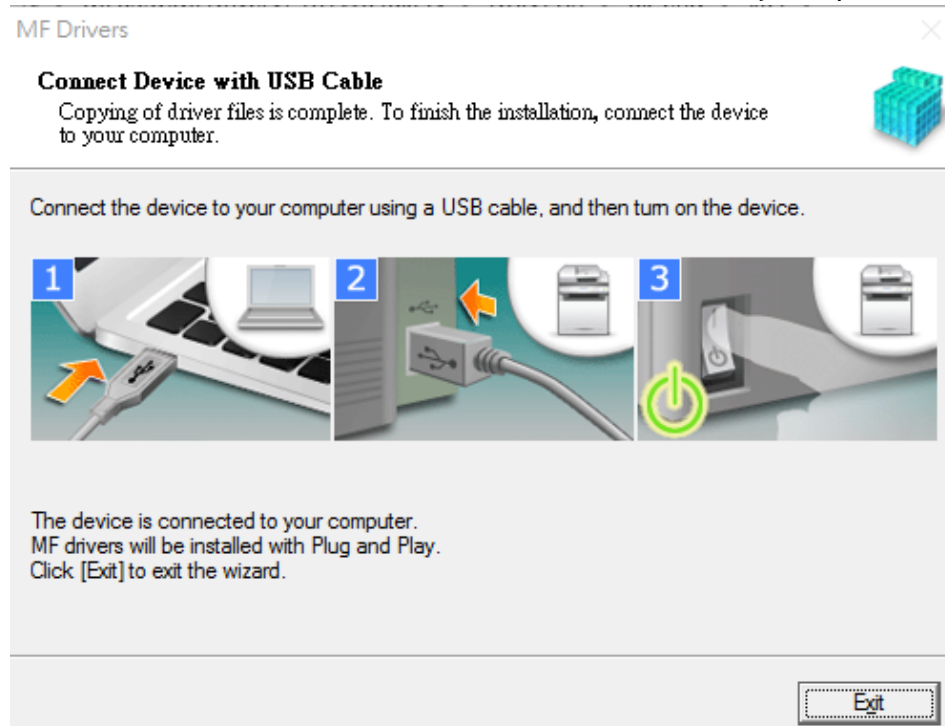 MF Drivers
Connect Device with USB Cable
Copying of driver files is complete. To finish the installation, connect the device
to your computer.
Connect the device to your computer using a USB cable, and then turn on the device.
1
2
3
The device is connected to your computer.
MF drivers will be installed with Plug and Play.
Click [Exit] to exit the wizard.
Exit